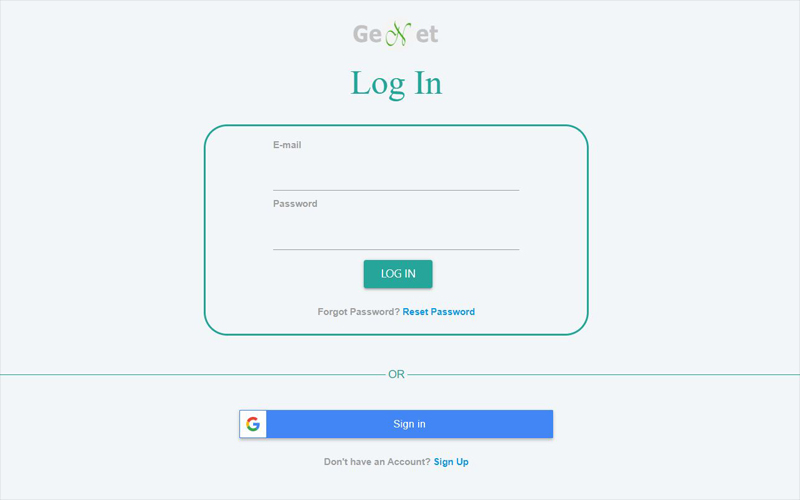 GeNet
Log In
E-mail
Password
LOG IN
Forgot Password? Reset Password
OR
Sign in
Don't have an Account? Sign Up